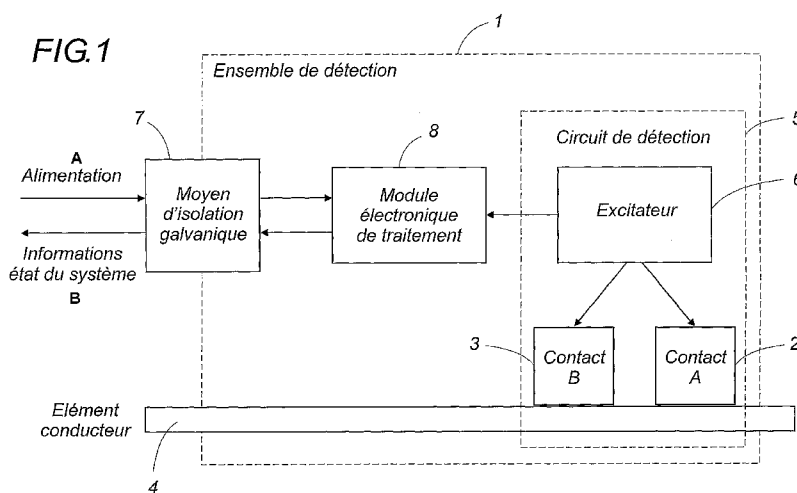 FIG.1
1
Ensemble de détection
5
7
Circuit de détection
8
A
Alimentation
6
Moyen
d'isolation
galvanique
Module
électronique
de traitement
Excitateur
Informations
état du système
B
3
Contact
B
Contact
A
2
Elément
conducteur
4